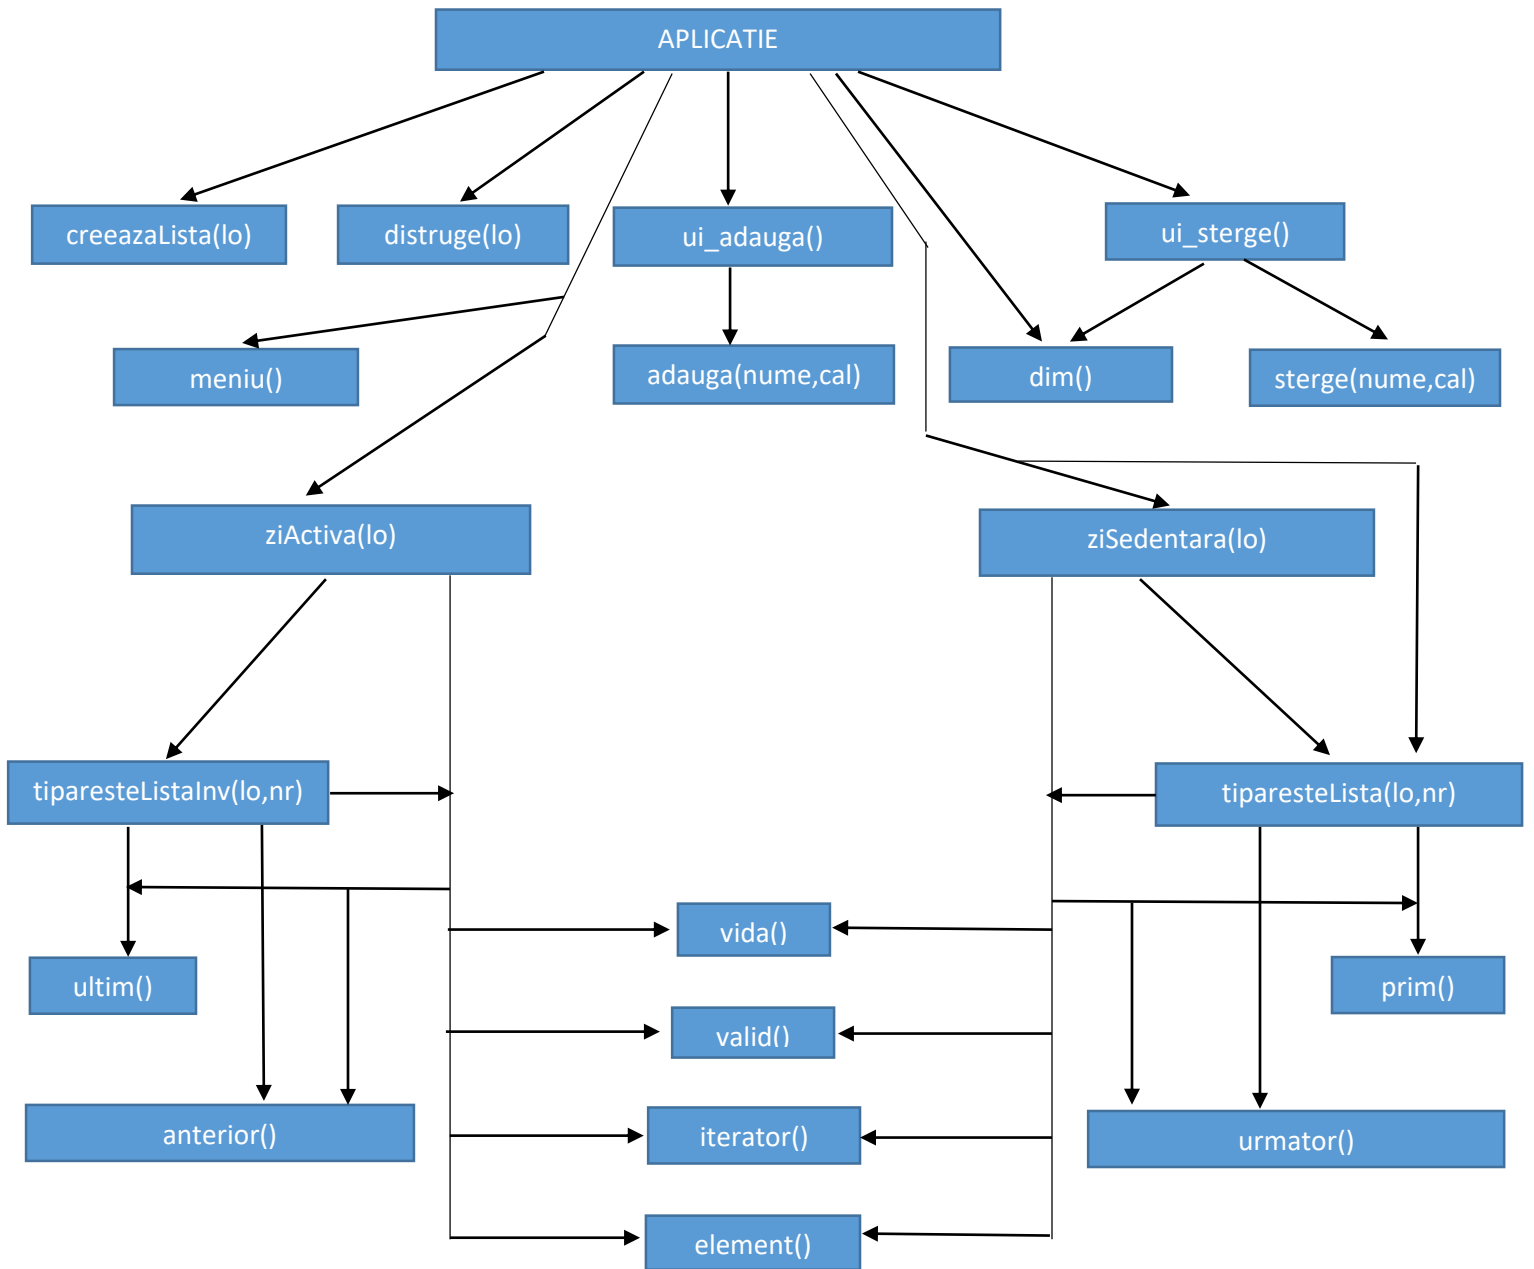 APLICATIE
creeazaLista(lo)
distruge(lo)
ui_adauga()
ui_sterge()
meniu()
adauga(nume,cal)
dim()
sterge(nume,cal)
ziActiva(lo)
ziSedentara(lo)
tiparesteListaInv(lo,nr)
tiparesteLista(lo,nr)
vida()
ultim()
prim()
valid()
anterior()
iterator()
urmator()
element()